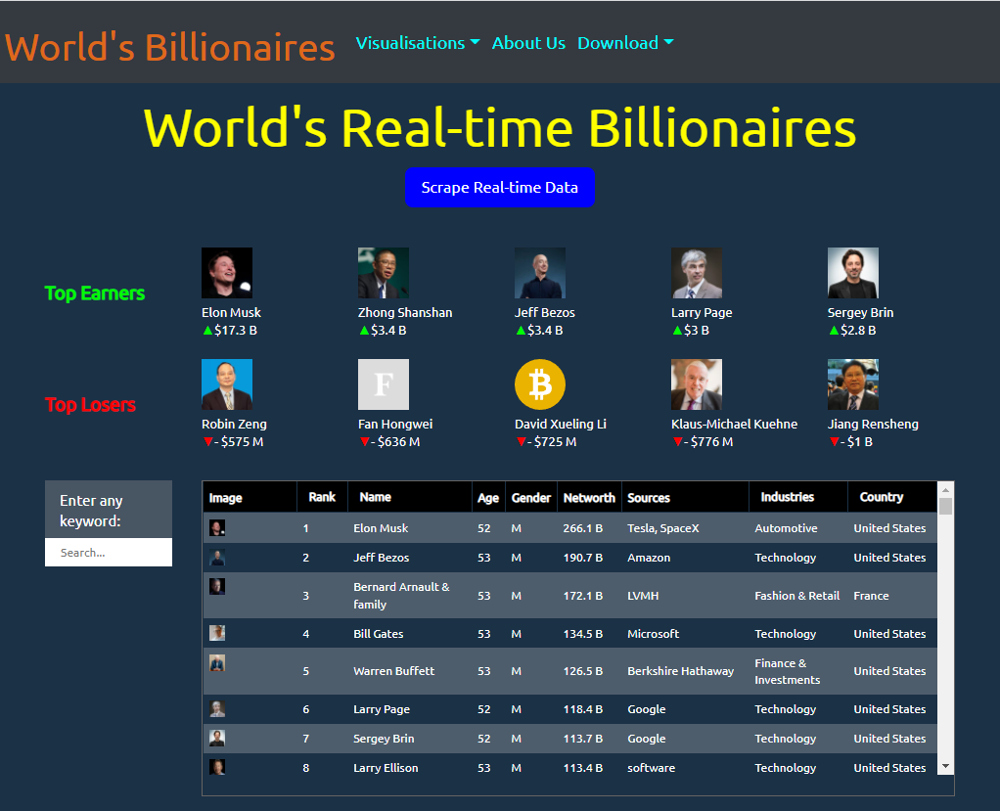 World's Billionaires Visualisations About Us Download
World's Real-time Billionaires
Scrape Real-time Data
Top Earners
Elon Musk Zhong Shanshan Jeff Bezos Larry Page Sergey Brin
▲$17.3 B ▲$3.4 B ▲$3.4 B ▲$3 B ▲$2.8 B
F
Top Losers
Robin Zeng Fan Hongwei David Xueling Li Klaus-Michael Kuehne Jiang Rensheng
▼- $575 M ▼- $636 M ▼- $725 M ▼- $776 M ▼- $1 B
Enter any
keyword:
Search...
Image Rank Name Age Gender Networth Sources Industries Country
1 Elon Musk 52 M 266.1 B Tesla, SpaceX Automotive United States
2 Jeff Bezos 53 M 190.7 B Amazon Technology United States
3 Bernard Arnault &
family 53 M 172.1 B LVMH Fashion & Retail France
4 Bill Gates 53 M 134.5 B Microsoft Technology United States
5 Warren Buffett 53 M 126.5 B Berkshire Hathaway Finance &
Investments United States
6 Larry Page 52 M 118.4 B Google Technology United States
7 Sergey Brin 52 M 113.7 B Google Technology United States
8 Larry Ellison 53 M 113.4 B software Technology United States